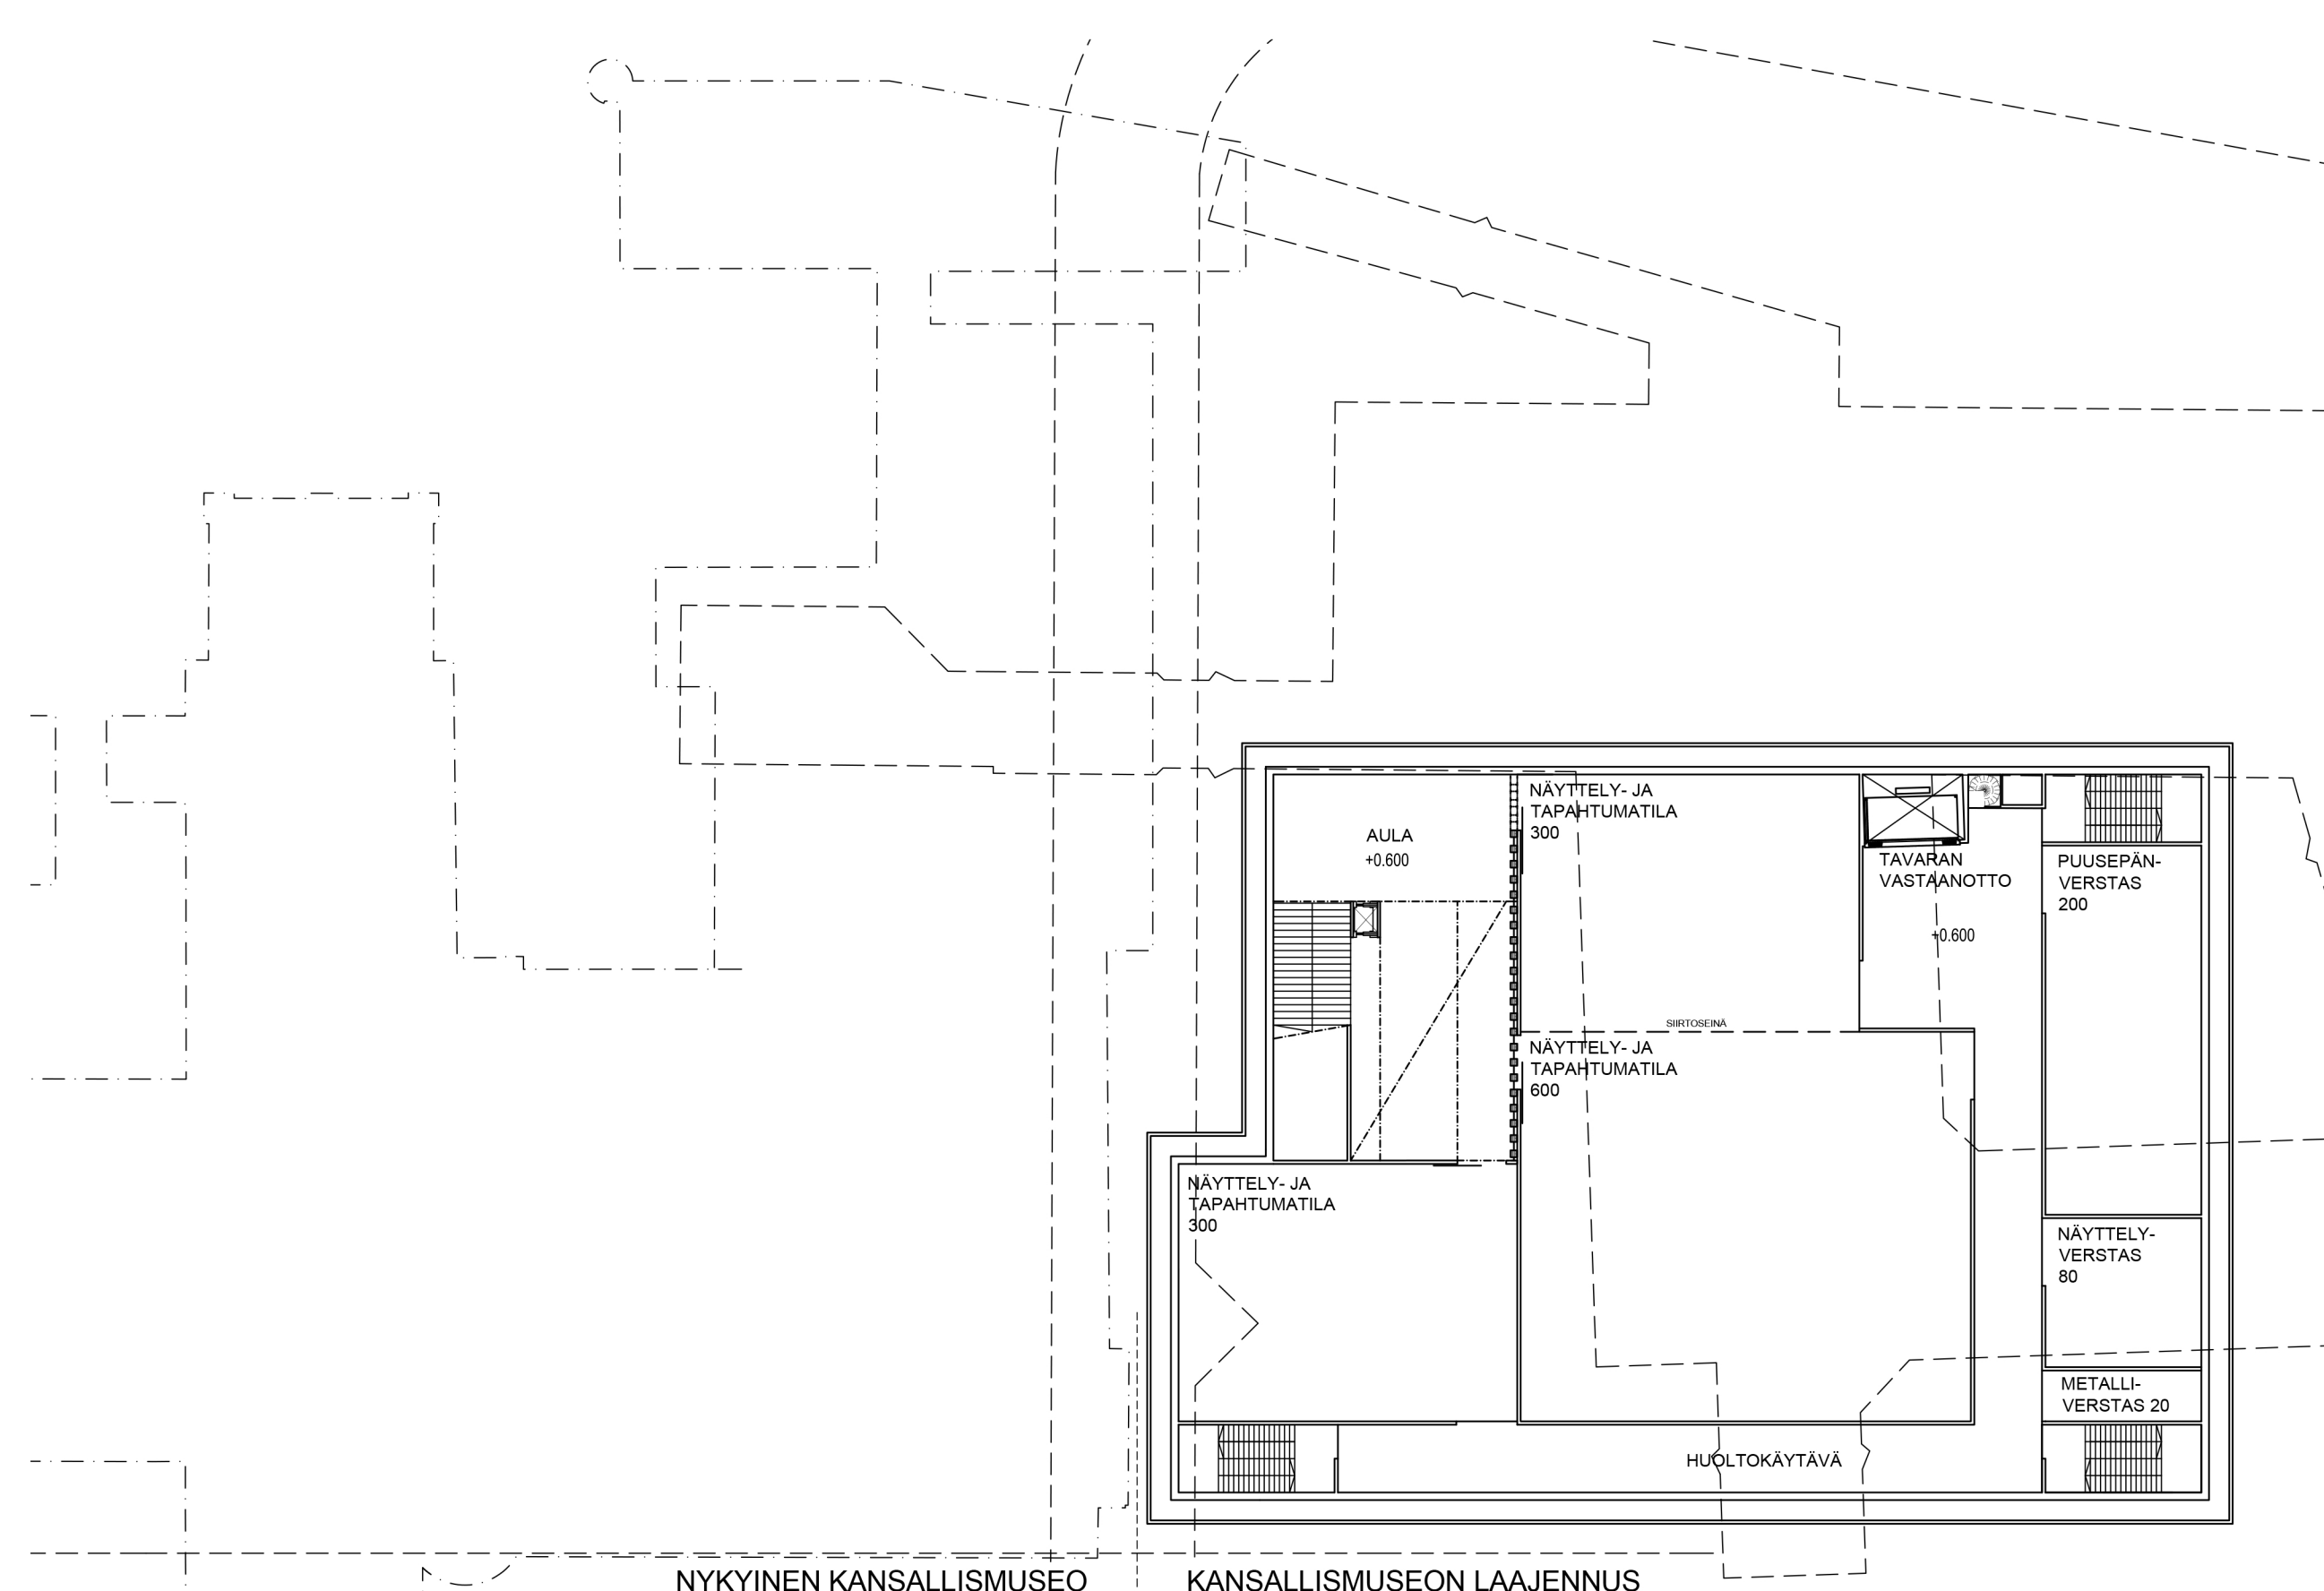 NÄYTTELY- JA
TAPAHTUMATILA
300
AULA
+0.600
TAVARAN
VASTAANOTTO
+0.600
PUUSEPÄN-
VERSTAS
200
SIIRTOSEINÄ
NÄYTTELY- JA
TAPAHTUMATILA
600
NÄYTTELY- JA
TAPAHTUMATILA
300
NÄYTTELY-
VERSTAS
80
METALLI-
VERSTAS 20
HUOLTOKÄYTÄVÄ
NYKYINEN KANSALLISMUSEO
KANSALLISMUSEON LAAJENNUS